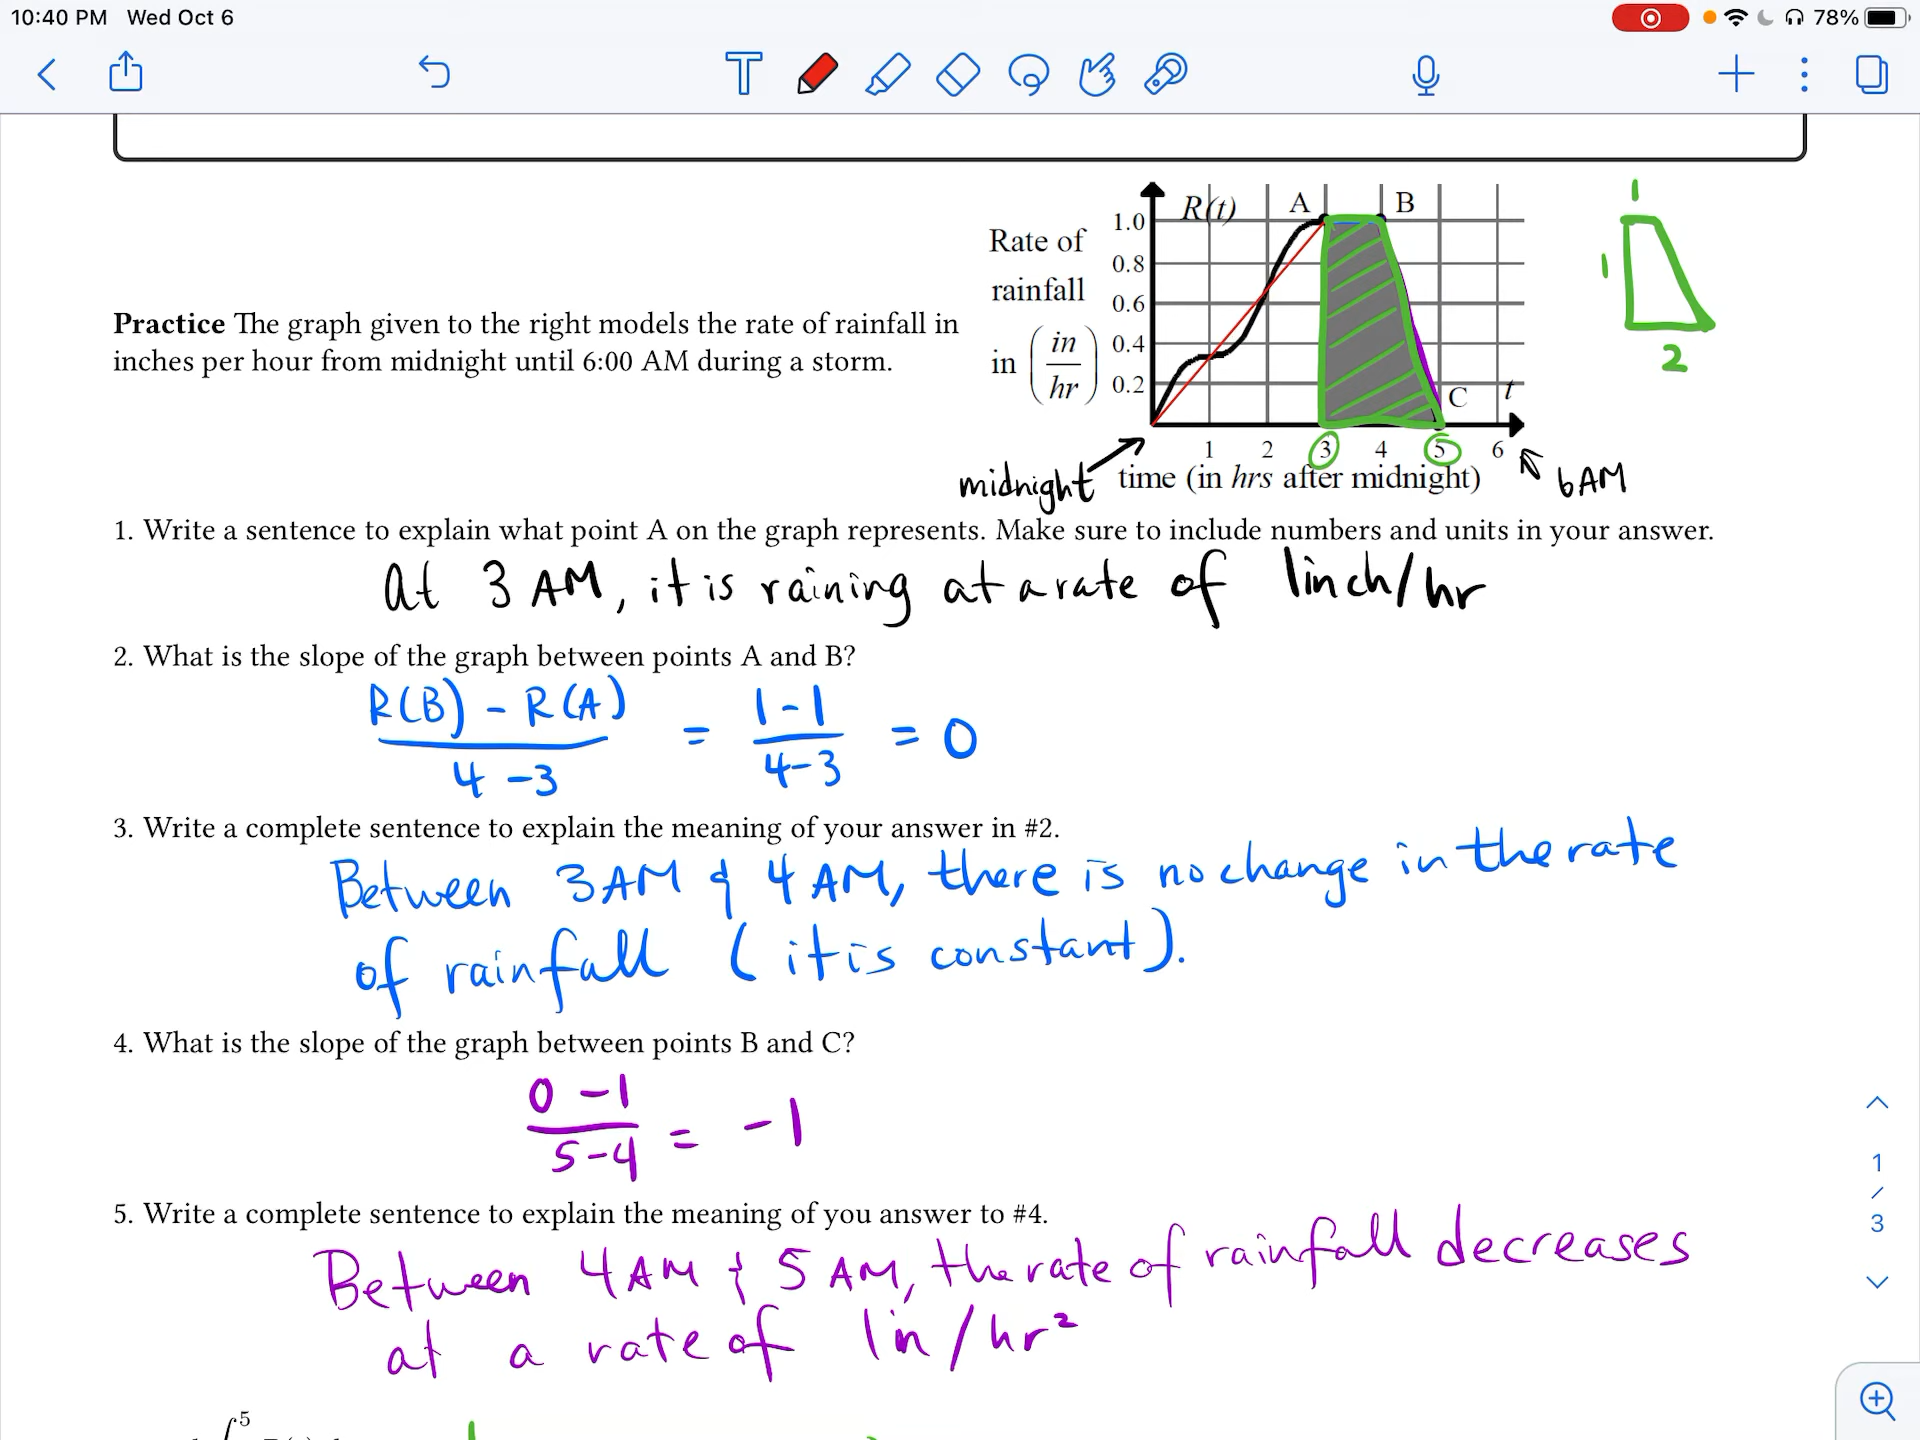 10:40 PM Wed Oct 6
78%
T
1.0 R(t) A B
Rate of
rainfall
in (in/hr)
0.8
0.6
0.4
0.2
C t
1 2 3 4 5 6
time (in hrs after midnight)
midnight
6AM
1
1
2
Practice The graph given to the right models the rate of rainfall in
inches per hour from midnight until 6:00 AM during a storm.
1. Write a sentence to explain what point A on the graph represents. Make sure to include numbers and units in your answer.
At 3 AM, it is raining at a rate of 1inch/hr
2. What is the slope of the graph between points A and B?
R(B) - R(A) / 4 - 3 = 1 - 1 / 4 - 3 = 0
3. Write a complete sentence to explain the meaning of your answer in #2.
Between 3AM & 4 AM, there is no change in the rate
of rainfall (it is constant).
4. What is the slope of the graph between points B and C?
0 - 1 / 5 - 4 = -1
5. Write a complete sentence to explain the meaning of you answer to #4.
Between 4 AM & 5 AM, the rate of rainfall decreases
at a rate of 1in/hr²
1
/
3
5